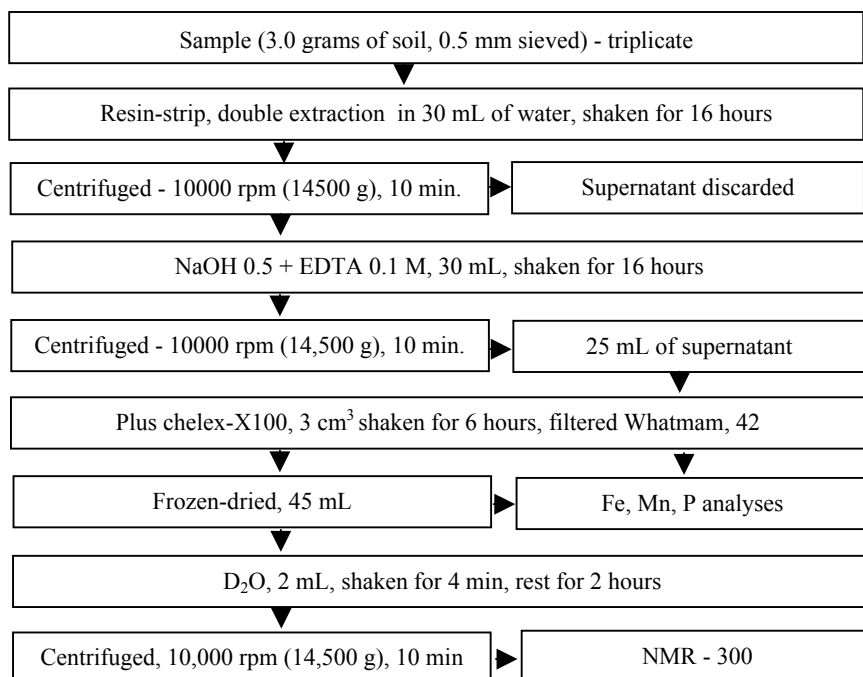 Sample (3.0 grams of soil, 0.5 mm sieved) - triplicate
Resin-strip, double extraction in 30 mL of water, shaken for 16 hours
Centrifuged - 10000 rpm (14500 g), 10 min.
Supernatant discarded
NaOH 0.5 + EDTA 0.1 M, 30 mL, shaken for 16 hours
Centrifuged - 10000 rpm (14,500 g), 10 min.
25 mL of supernatant
Plus chelex-X100, 3 cm³ shaken for 6 hours, filtered Whatmam, 42
Frozen-dried, 45 mL
Fe, Mn, P analyses
D₂O, 2 mL, shaken for 4 min, rest for 2 hours
Centrifuged, 10,000 rpm (14,500 g), 10 min
NMR - 300